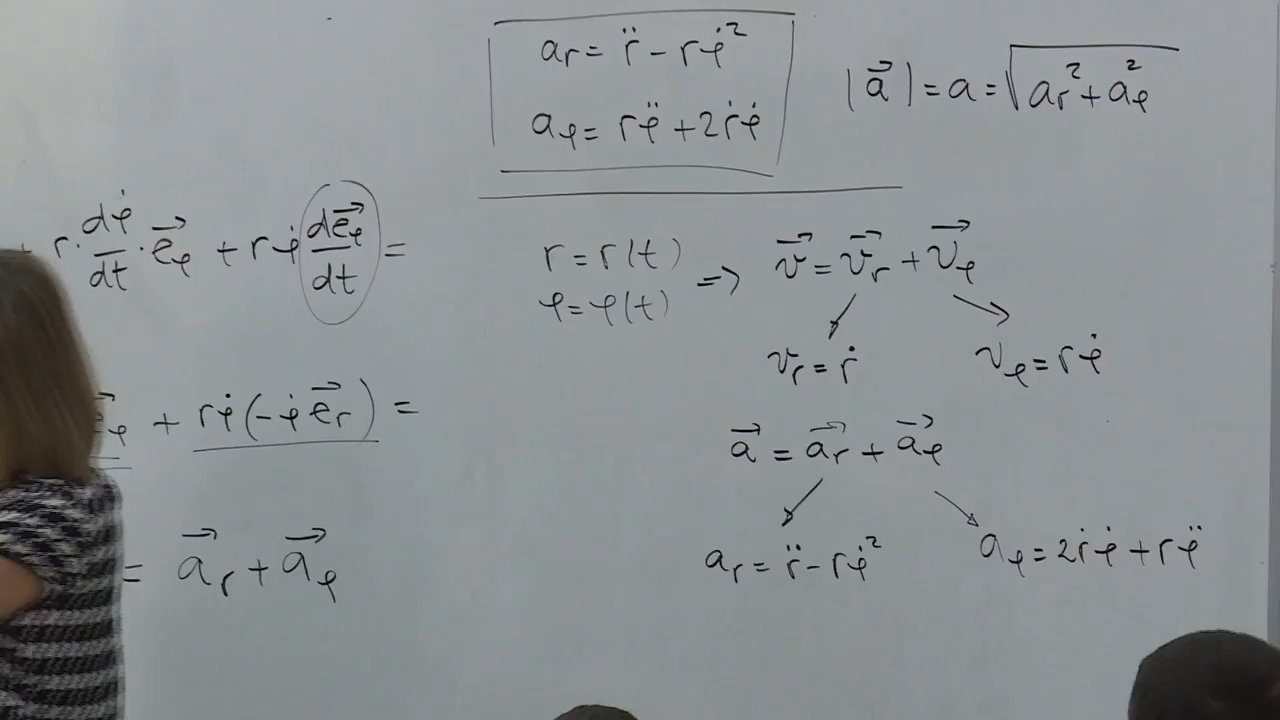 a_r = r̈ − rφ̇²
a_φ = rφ̈ + 2ṙφ̇
|a⃗| = a = √(a_r² + a_φ²)
r · dφ̇/dt · e⃗_φ + rφ̇ de⃗_φ/dt =
e⃗_φ + rφ̇(−φ̇ e⃗_r) =
= a⃗_r + a⃗_φ
r = r(t)
φ = φ(t)
=> v⃗ = v⃗_r + v⃗_φ
v_r = ṙ
v_φ = rφ̇
a⃗ = a⃗_r + a⃗_φ
a_r = r̈ − rφ̇²
a_φ = 2ṙφ̇ + rφ̈